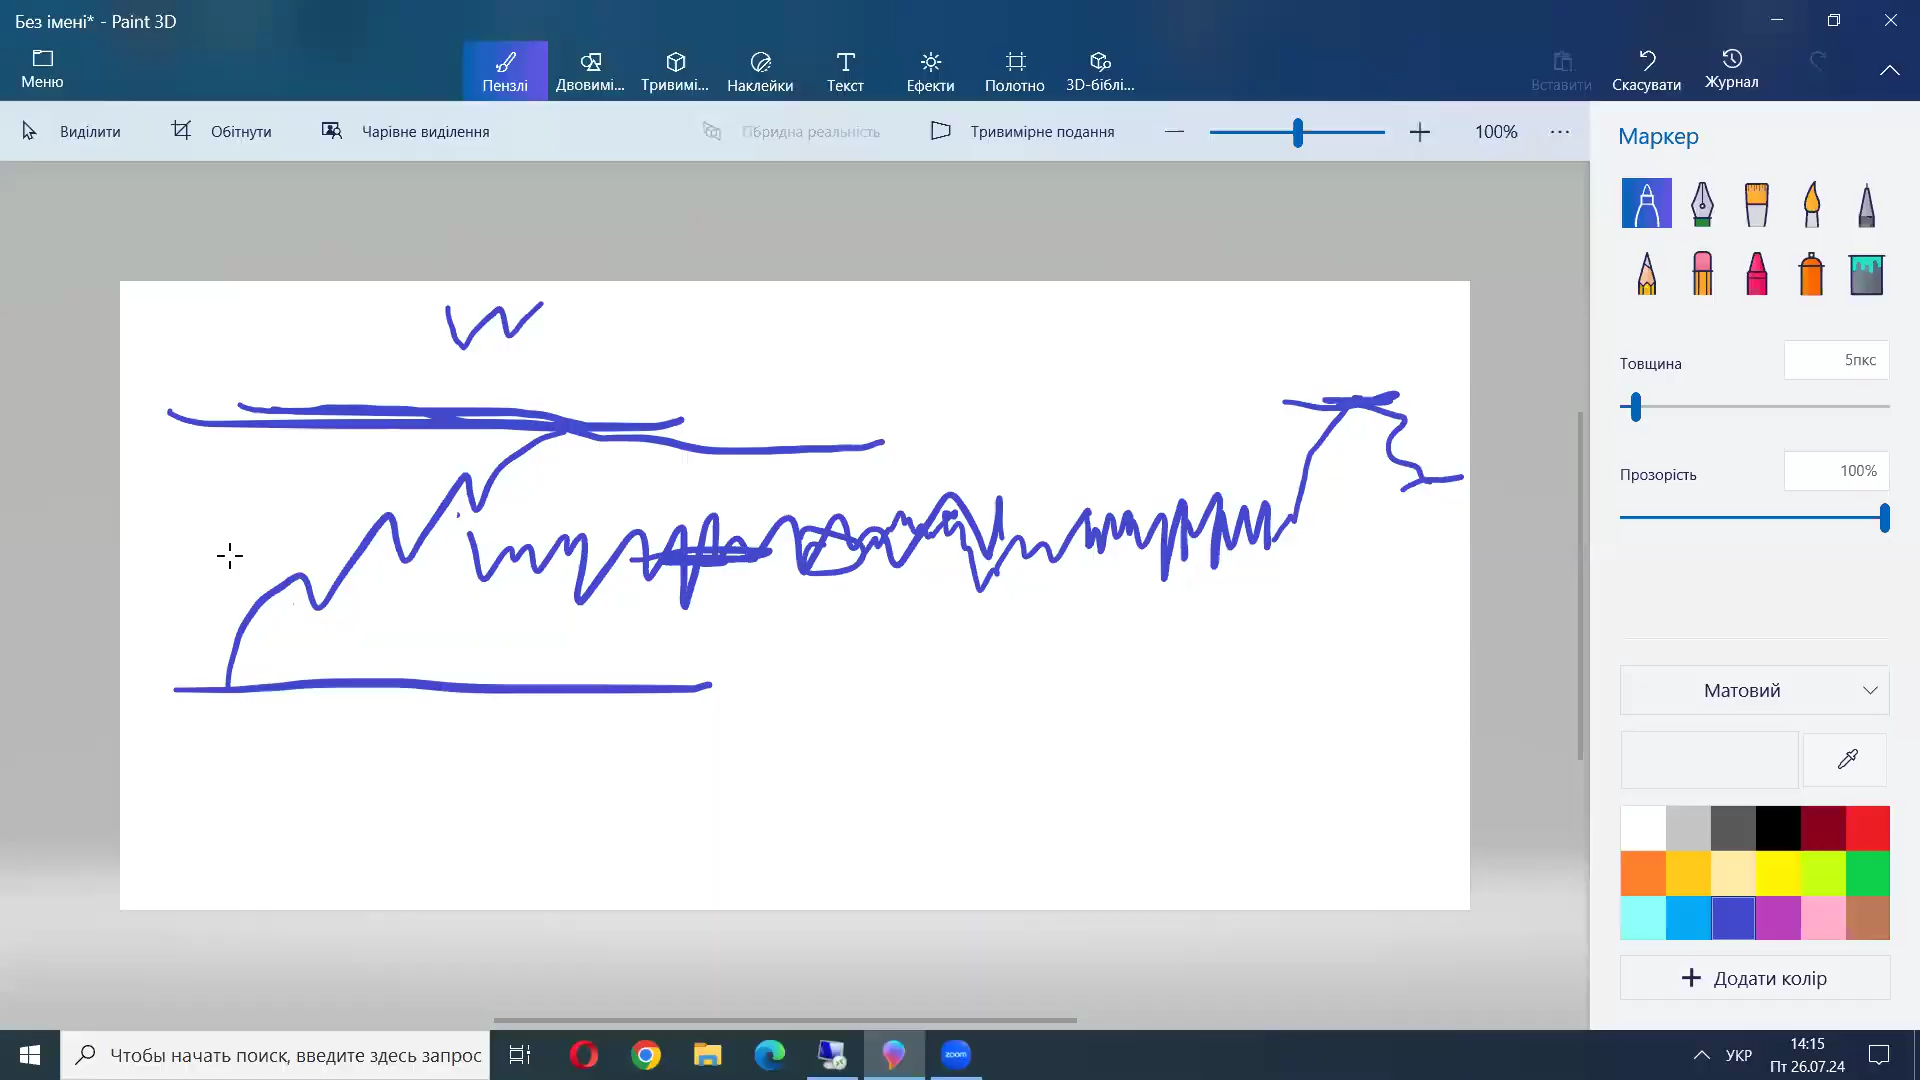 Без імені* - Paint 3D
Меню
Пензлі
Двовимі...
Тривимі...
Наклейки
Текст
Ефекти
Полотно
3D-біблі...
Вставити
Скасувати
Журнал
Виділити
Обітнути
Чарівне виділення
Гібридна реальність
Тривимірне подання
100%
Маркер
Товщина
5пкс
Прозорість
100%
W
Матовий
Додати колір
Чтобы начать поиск, введите здесь запрос
zoom
УКР
14:15
Пт 26.07.24